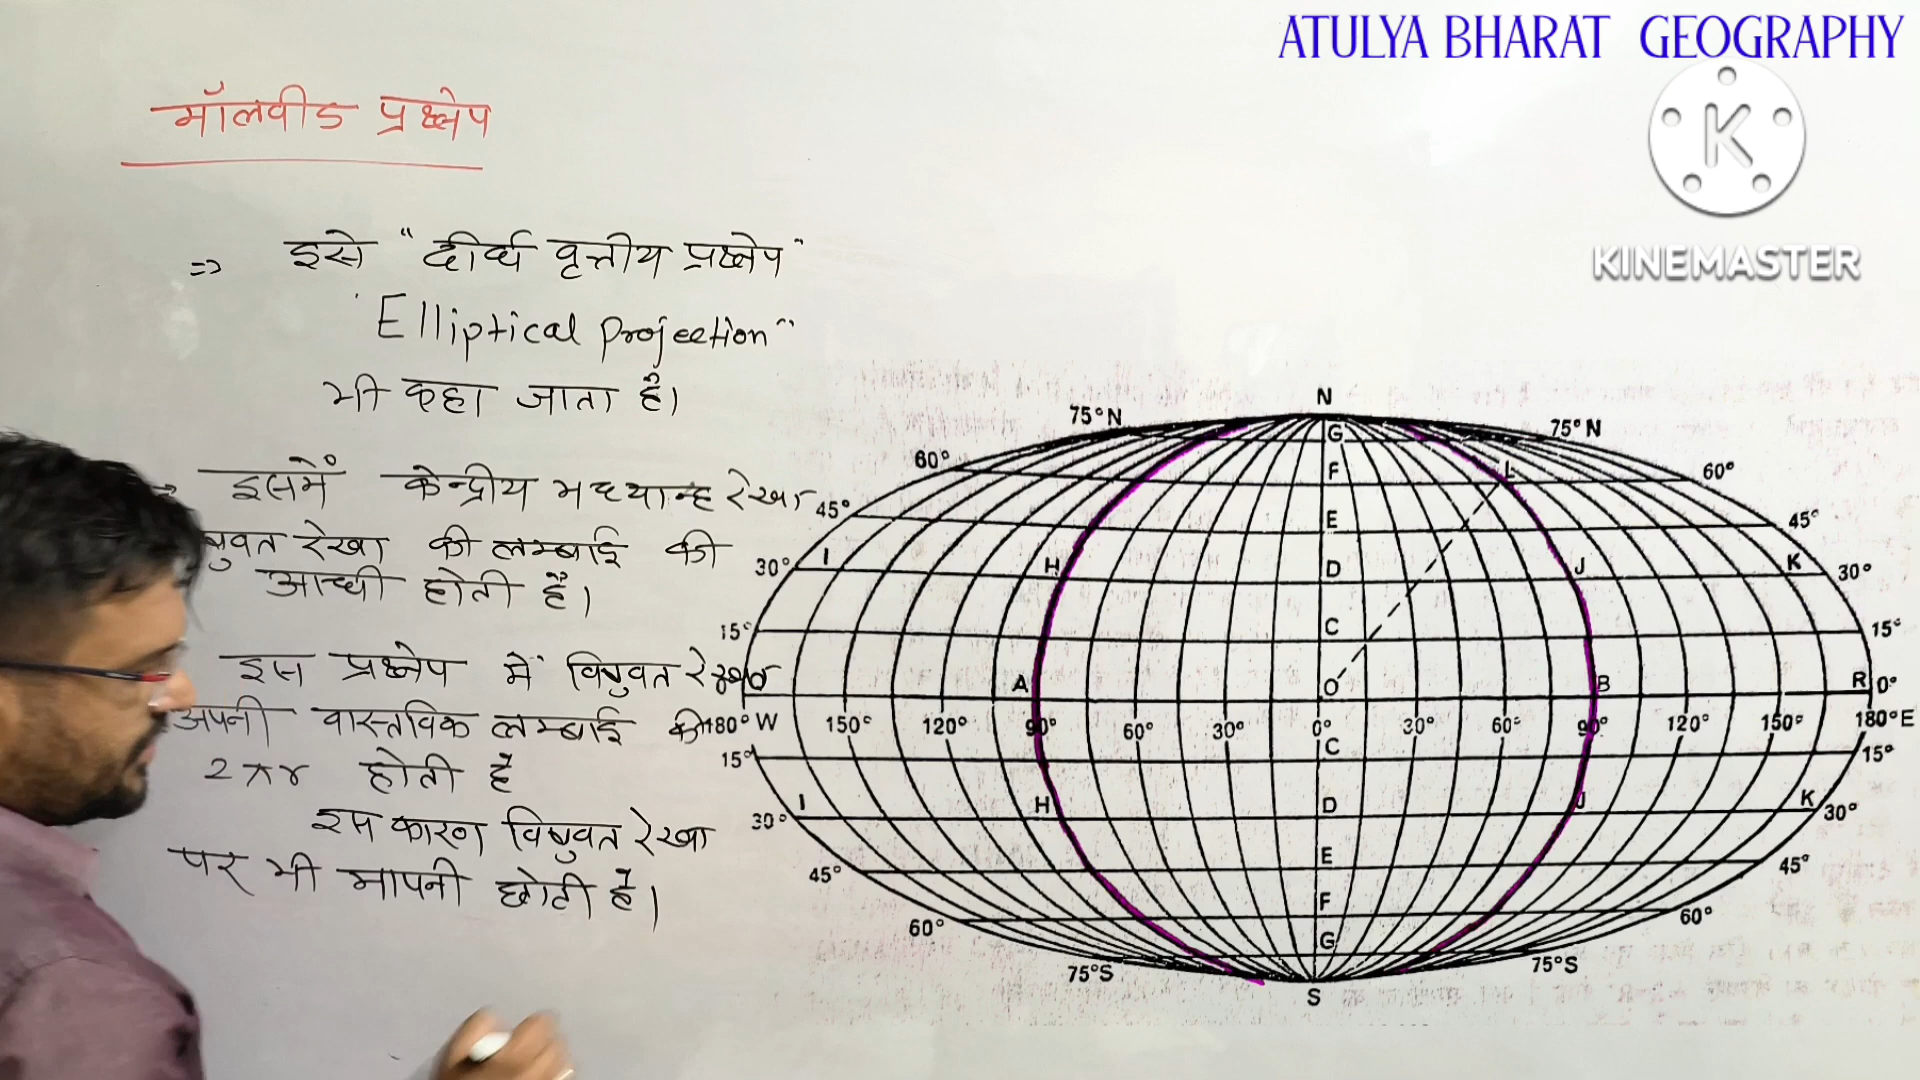 ATULYA BHARAT GEOGRAPHY
K
KINEMASTER
मॉलवीड प्रक्षेप
=> इसे "दीर्घ वृत्तीय प्रक्षेप"
Elliptical Projection"
भी कहा जाता है।
इसमें केन्द्रीय मध्यान्ह रेखा
रेखा की लम्बाई की
आधी होती है।
इस प्रक्षेप में विषुवत रेखा
अपनी वास्तविक लम्बाई की
2πr होती है
इस कारण विषुवत रेखा
पर भी मापनी छोटी है।
N
75°N G 75°N
60° F L 60°
45° E 45°
30° I H D J K 30°
15° C 15°
A O B R 0°
180°W 150° 120° 90° 60° 30° 0° 30° 60° 90° 120° 150° 180°E
15° C 15°
30° I H D J K 30°
45° E 45°
60° F 60°
75°S G 75°S
S